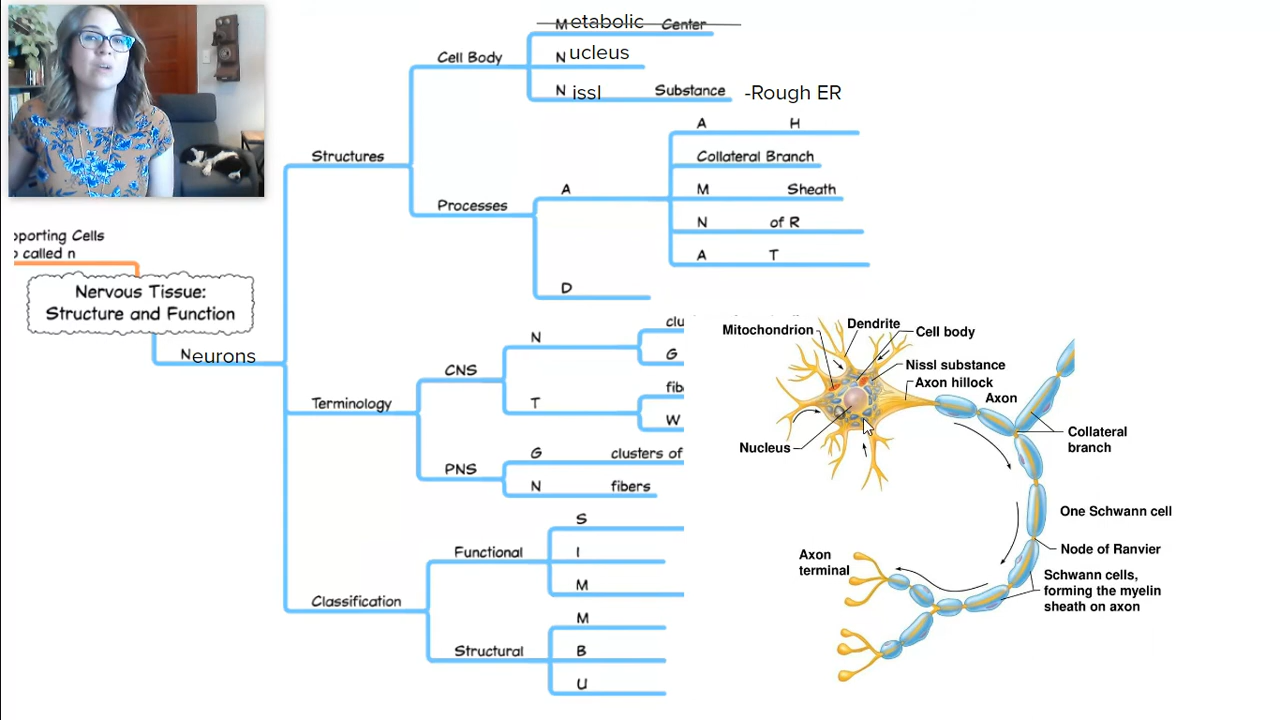 Metabolic Center
Cell Body
Nucleus
Nissl Substance -Rough ER
A H
Structures
Collateral Branch
A
M Sheath
Processes
N of R
A T
D
pporting Cells
o called n
Nervous Tissue:
Structure and Function
Neurons
N
clu
G
CNS
fib
T
W
Terminology
G clusters of
PNS
N fibers
S
Functional
I
M
Classification
M
Structural
B
U
Mitochondrion
Dendrite
Cell body
Nissl substance
Axon hillock
Axon
Nucleus
Collateral
branch
One Schwann cell
Node of Ranvier
Axon
terminal
Schwann cells,
forming the myelin
sheath on axon